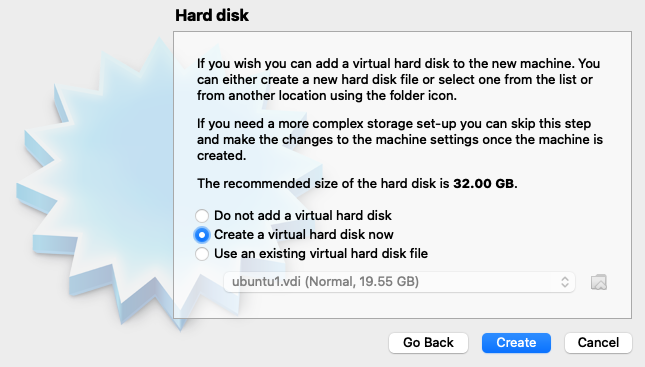 Hard disk
If you wish you can add a virtual hard disk to the new machine. You
can either create a new hard disk file or select one from the list or
from another location using the folder icon.
If you need a more complex storage set-up you can skip this step
and make the changes to the machine settings once the machine is
created.
The recommended size of the hard disk is 32.00 GB.
Do not add a virtual hard disk
Create a virtual hard disk now
Use an existing virtual hard disk file
ubuntu1.vdi (Normal, 19.55 GB)
Go Back
Create
Cancel